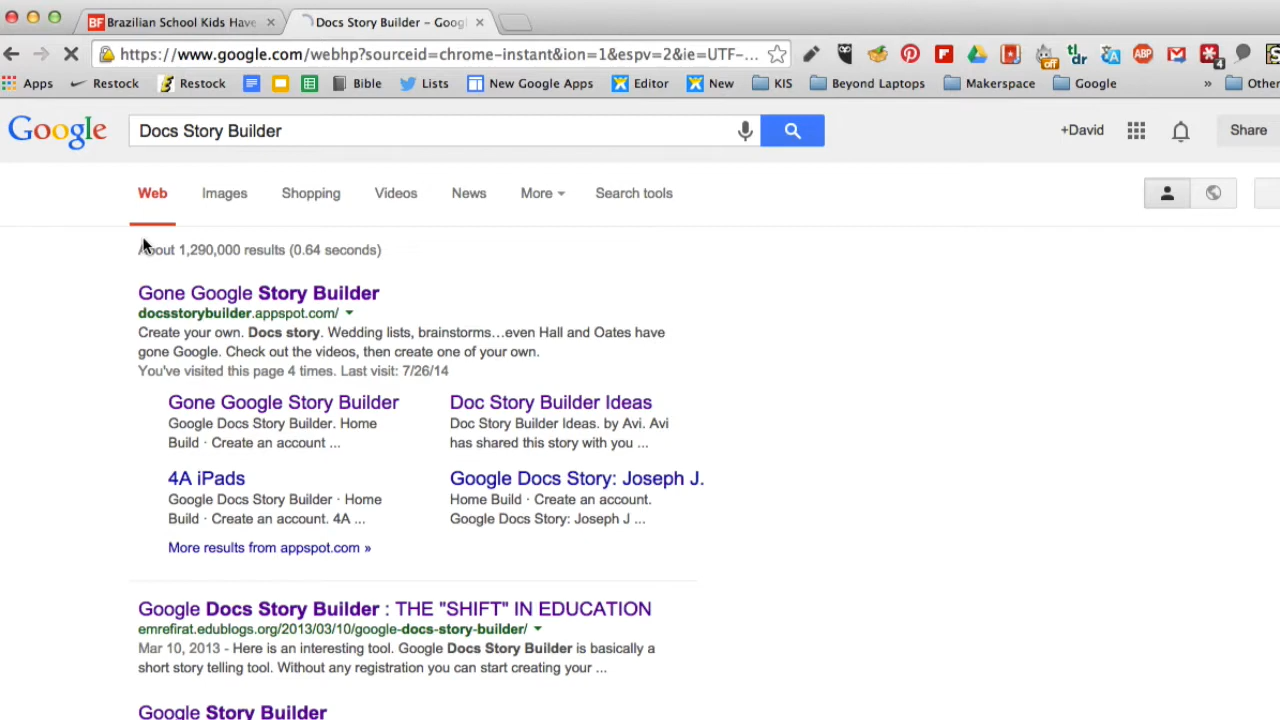 Brazilian School Kids Have
Docs Story Builder – Goog
https://www.google.com/webhp?sourceid=chrome-instant&ion=1&espv=2&ie=UTF-...
Apps Restock Restock Bible Lists New Google Apps Editor New KIS Beyond Laptops Makerspace Google » Other
Google Docs Story Builder +David Share
Web Images Shopping Videos News More Search tools
About 1,290,000 results (0.64 seconds)
Gone Google Story Builder
docsstorybuilder.appspot.com/
Create your own. Docs story. Wedding lists, brainstorms...even Hall and Oates have
gone Google. Check out the videos, then create one of your own.
You've visited this page 4 times. Last visit: 7/26/14
Gone Google Story Builder
Google Docs Story Builder. Home
Build · Create an account ...
Doc Story Builder Ideas
Doc Story Builder Ideas. by Avi. Avi
has shared this story with you ...
4A iPads
Google Docs Story Builder · Home
Build · Create an account. 4A ...
Google Docs Story: Joseph J.
Home Build · Create an account.
Google Docs Story: Joseph J ...
More results from appspot.com »
Google Docs Story Builder : THE "SHIFT" IN EDUCATION
emrefirat.edublogs.org/2013/03/10/google-docs-story-builder/
Mar 10, 2013 - Here is an interesting tool. Google Docs Story Builder is basically a
short story telling tool. Without any registration you can start creating your ...
Google Story Builder